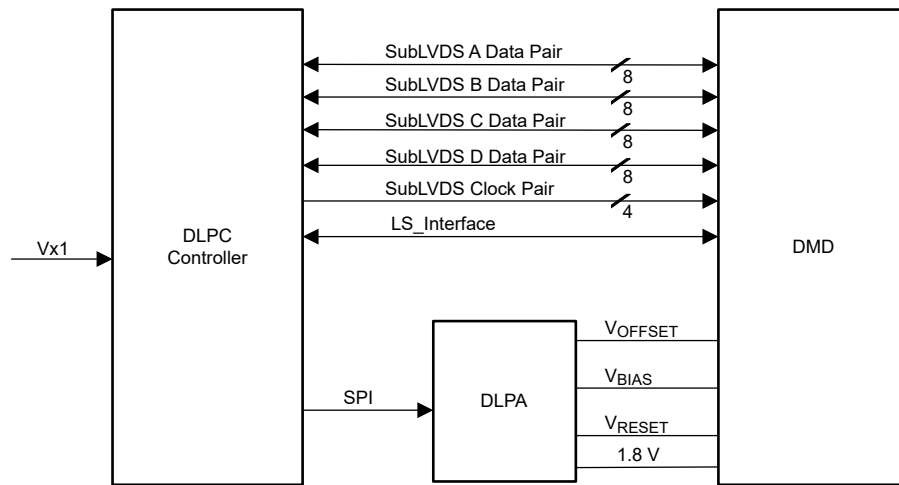 SubLVDS A Data Pair
8
SubLVDS B Data Pair
8
SubLVDS C Data Pair
8
SubLVDS D Data Pair
8
SubLVDS Clock Pair
4
LS_Interface
DLPC
Controller
Vx1
DMD
VOFFSET
VBIAS
SPI
DLPA
VRESET
1.8 V